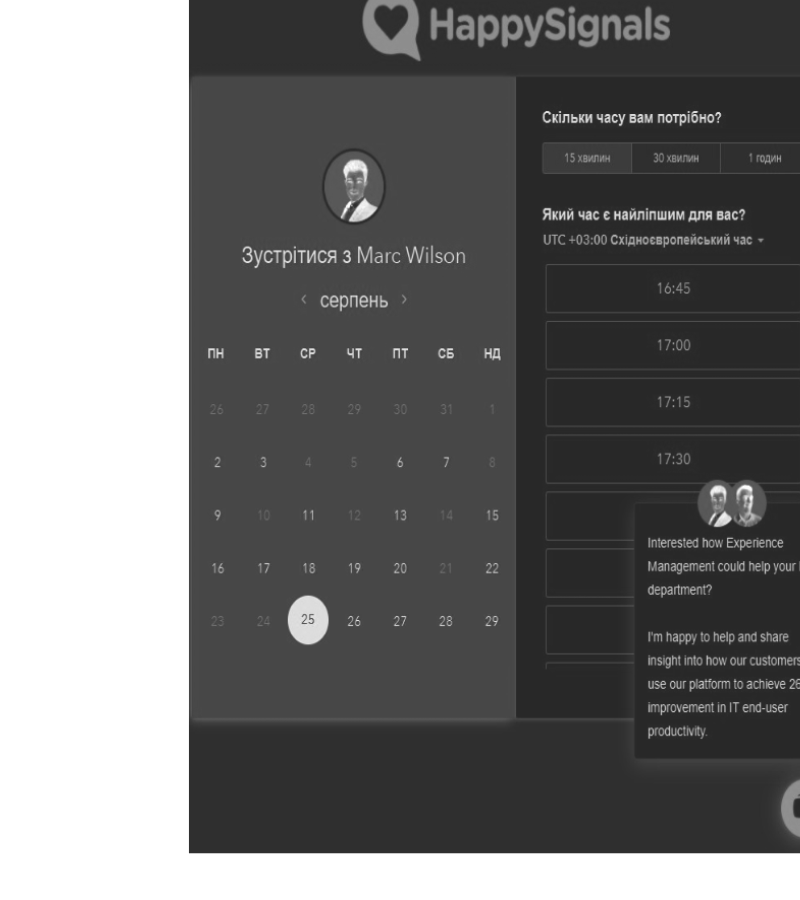 HappySignals
Зустрітися з Marc Wilson
‹ серпень ›
ПН ВТ СР ЧТ ПТ СБ НД
26 27 28 29 30 31 1
2 3 4 5 6 7 8
9 10 11 12 13 14 15
16 17 18 19 20 21 22
23 24 25 26 27 28 29
Скільки часу вам потрібно?
15 хвилин 30 хвилин 1 годин
Який час є найліпшим для вас?
UTC +03:00 Східноєвропейський час
16:45
17:00
17:15
17:30
Interested how Experience
Management could help your
department?
I'm happy to help and share
insight into how our customers
use our platform to achieve 26
improvement in IT end-user
productivity.